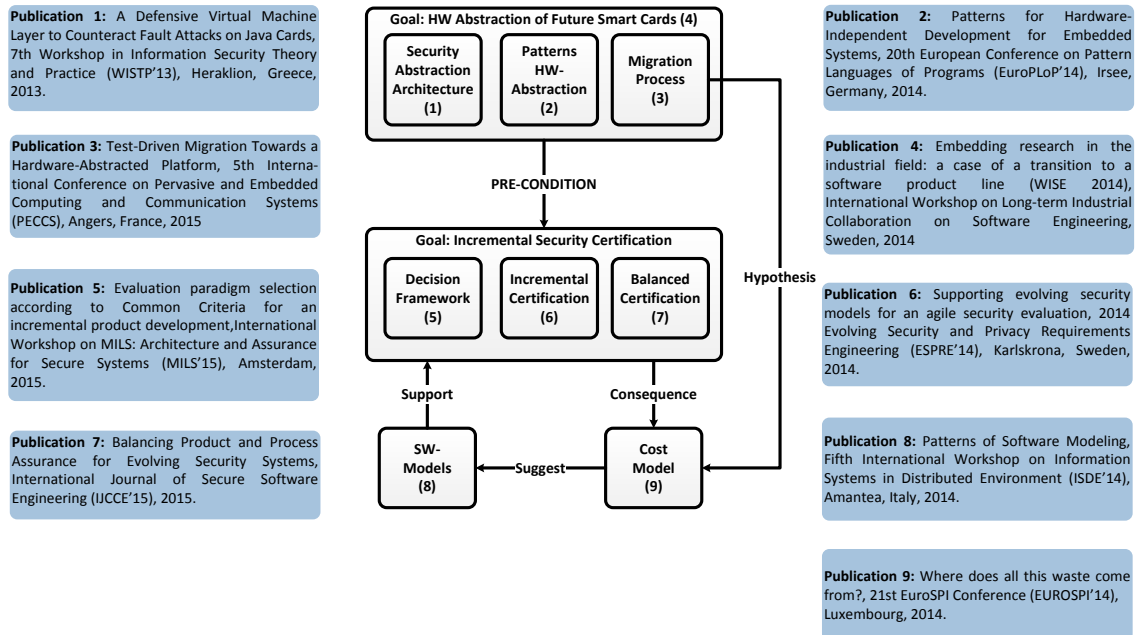 Publication 1: A Defensive Virtual Machine
Layer to Counteract Fault Attacks on Java Cards,
7th Workshop in Information Security Theory
and Practice (WISTP'13), Heraklion, Greece,
2013.
Publication 3: Test-Driven Migration Towards a
Hardware-Abstracted Platform, 5th Interna-
tional Conference on Pervasive and Embedded
Computing and Communication Systems
(PECCS), Angers, France, 2015
Publication 5: Evaluation paradigm selection
according to Common Criteria for an
incremental product development,International
Workshop on MILS: Architecture and Assurance
for Secure Systems (MILS'15), Amsterdam,
2015.
Publication 7: Balancing Product and Process
Assurance for Evolving Security Systems,
International Journal of Secure Software
Engineering (IJCCE'15), 2015.
Goal: HW Abstraction of Future Smart Cards (4)
Security
Abstraction
Architecture
(1)
Patterns
HW-
Abstraction
(2)
Migration
Process
(3)
PRE-CONDITION
Goal: Incremental Security Certification
Decision
Framework
(5)
Incremental
Certification
(6)
Balanced
Certification
(7)
Hypothesis
Support
Consequence
SW-
Models
(8)
Suggest
Cost
Model
(9)
Publication 2: Patterns for Hardware-
Independent Development for Embedded
Systems, 20th European Conference on Pattern
Languages of Programs (EuroPLoP'14), Irsee,
Germany, 2014.
Publication 4: Embedding research in the
industrial field: a case of a transition to a
software product line (WISE 2014),
International Workshop on Long-term Industrial
Collaboration on Software Engineering,
Sweden, 2014
Publication 6: Supporting evolving security
models for an agile security evaluation, 2014
Evolving Security and Privacy Requirements
Engineering (ESPRE'14), Karlskrona, Sweden,
2014.
Publication 8: Patterns of Software Modeling,
Fifth International Workshop on Information
Systems in Distributed Environment (ISDE'14),
Amantea, Italy, 2014.
Publication 9: Where does all this waste come
from?, 21st EuroSPI Conference (EUROSPI'14),
Luxembourg, 2014.